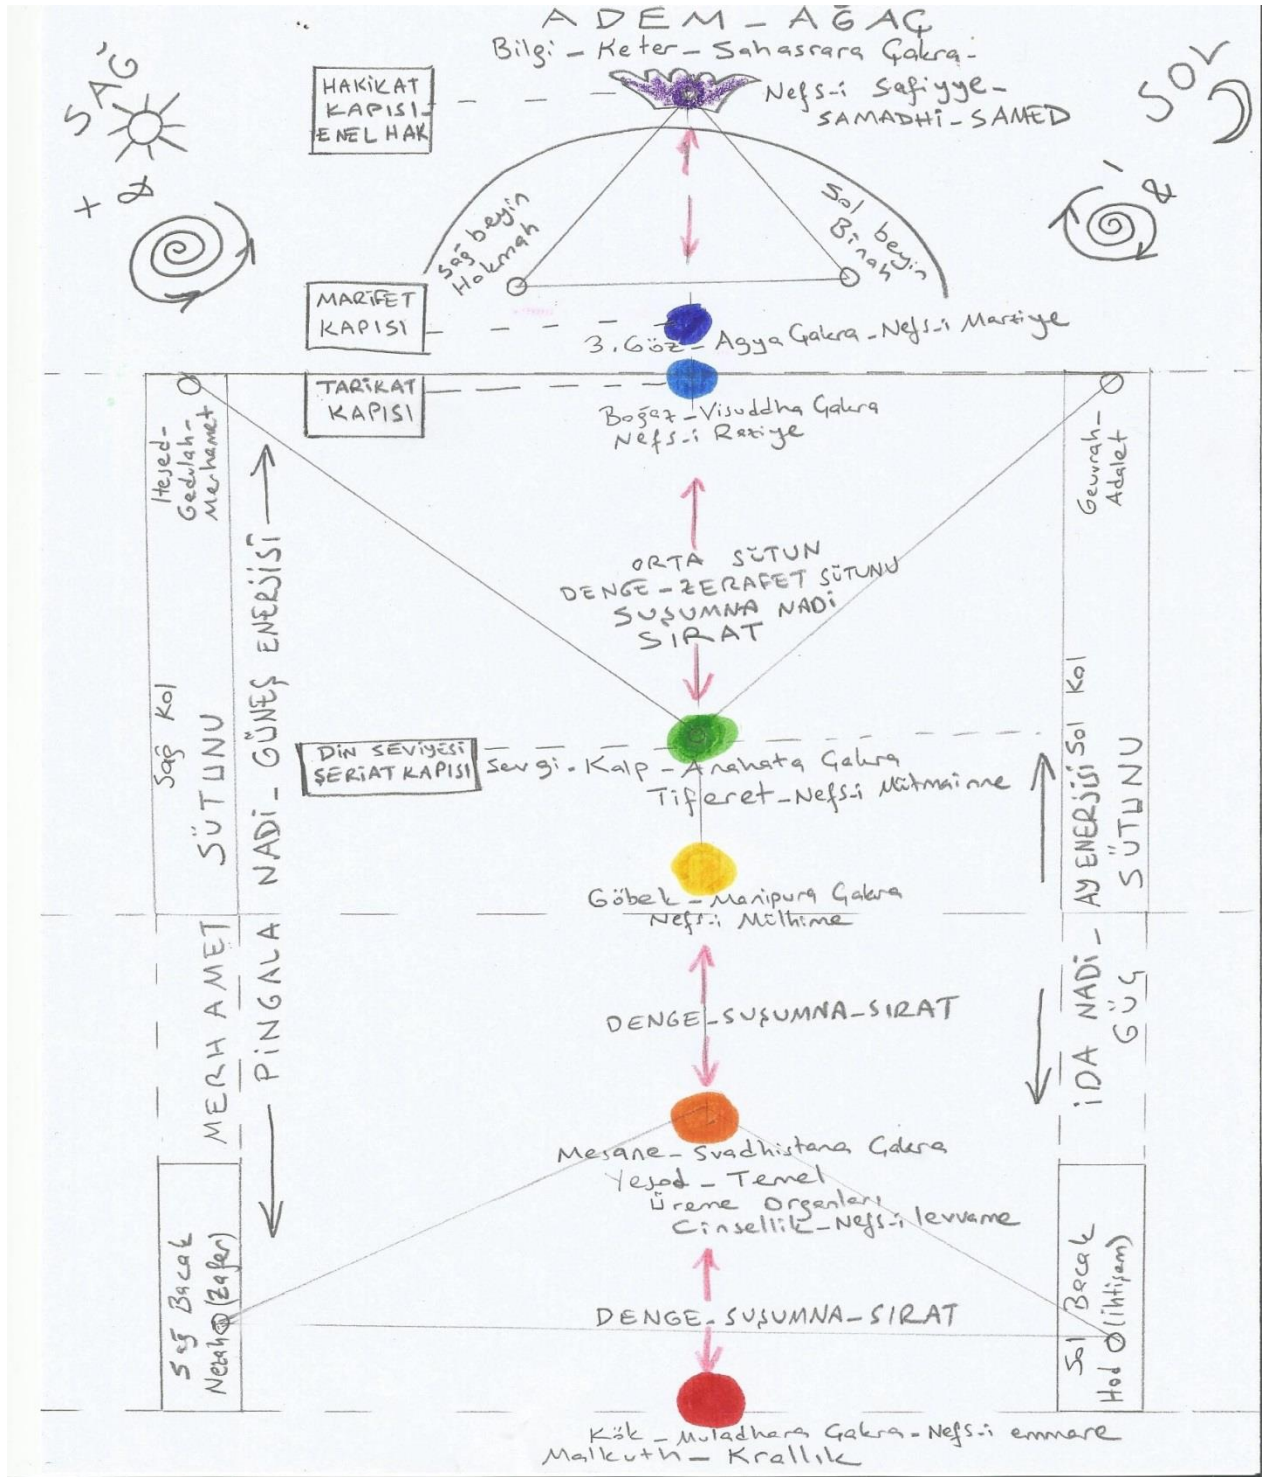 ADEM - AĞAÇ
Bilgi - Keter - Sahasrara Çakra -
Nefs-i Safiyye -
SAMADHİ - SAMED
SAĞ
SOL
+ &
- &
HAKİKAT
KAPISI -
ENEL HAK
Sağ beyin
Hokmah
Sol beyin
Binah
MARİFET
KAPISI
3. Göz - Agya Çakra - Nefs-i Marziye
TARİKAT
KAPISI
Boğaz - Visuddha Çakra
Nefs-i Raziye
Hesed -
Gedulah -
Merhamet
Gevurah -
Adalet
ORTA SÜTUN
DENGE - ZERAFET SÜTUNU
SUŞUMNA NADİ
SIRAT
DİN SEVİYESİ
ŞERİAT KAPISI
Sevgi - Kalp - Anahata Çakra
Tiferet - Nefs-i Mütmainne
Sağ Kol
MERHAMET SÜTUNU
PİNGALA NADİ - GÜNEŞ ENERJİSİ
Sol Kol
İDA NADİ - AY ENERJİSİ
GÜÇ SÜTUNU
Göbek - Manipura Çakra
Nefs-i Mülhime
DENGE - SUŞUMNA - SIRAT
Mesane - Svadhistana Çakra
Yesod - Temel
Üreme Organları
Cinsellik - Nefs-i levvame
Sağ Bacak
Netzah (Zafer)
Sol Bacak
Hod (ihtişam)
DENGE - SUŞUMNA - SIRAT
Kök - Muladhara Çakra - Nefs-i emmare
Malkuth - Krallık